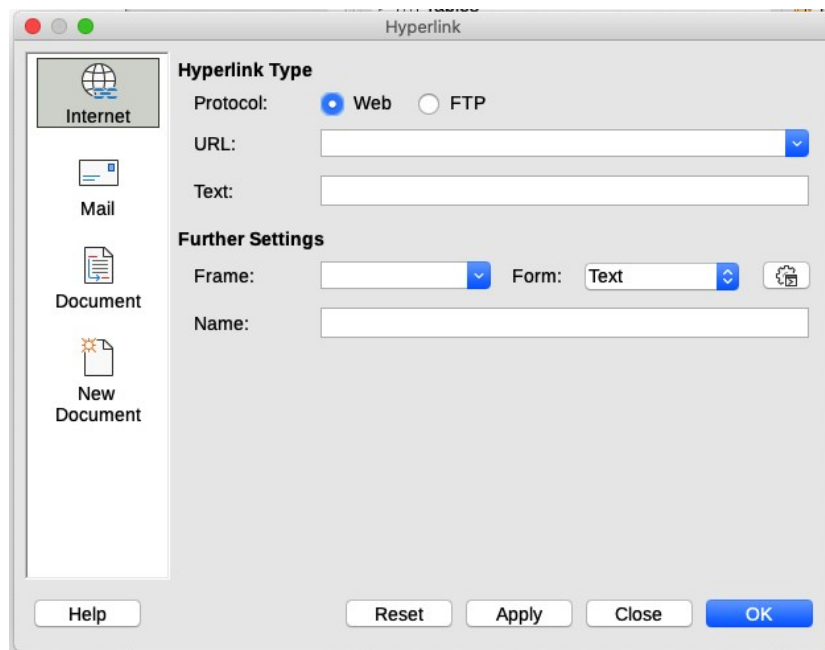 Tables
Hyperlink
Internet
Mail
Document
New
Document
Hyperlink Type
Protocol: Web FTP
URL:
Text:
Further Settings
Frame: Form: Text
Name:
Help Reset Apply Close OK